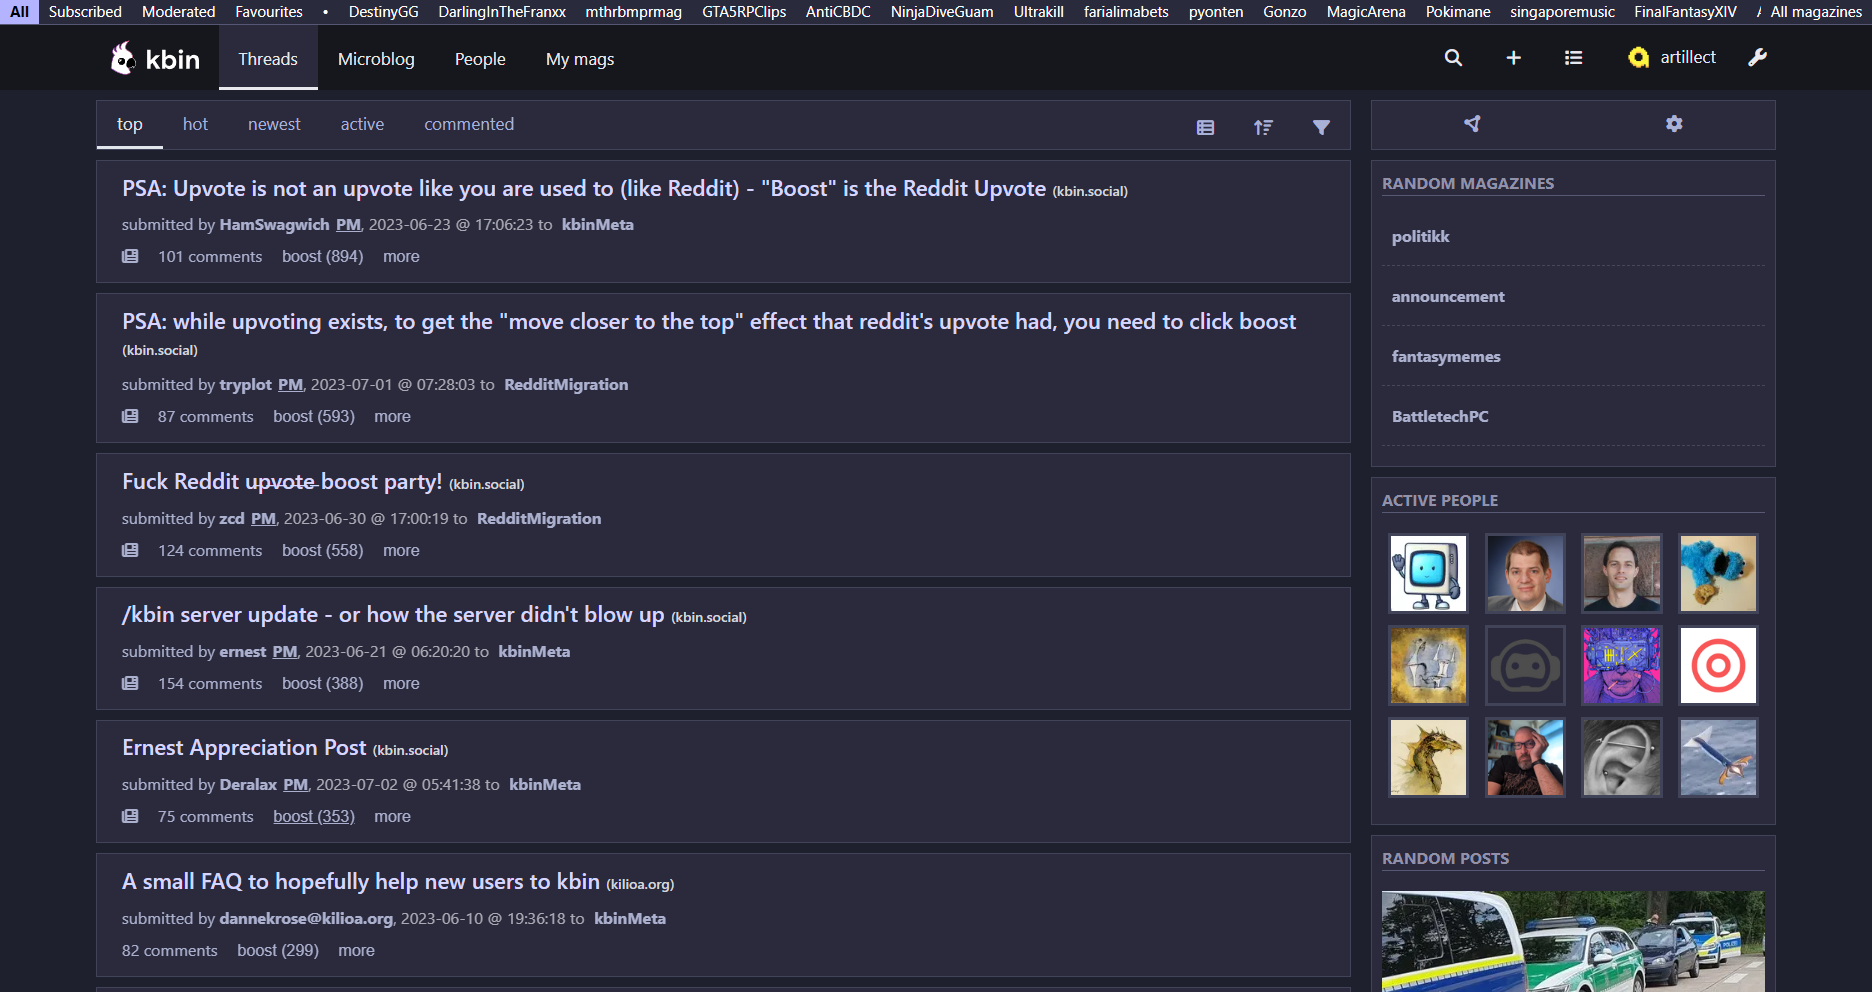 All Subscribed Moderated Favourites • DestinyGG DarlingInTheFranxx mthrbmprmag GTA5RPClips AntiCBDC NinjaDiveGuam Ultrakill farialimabets pyonten Gonzo MagicArena Pokimane singaporemusic FinalFantasyXIV All magazines
kbin Threads Microblog People My mags artillect
top hot newest active commented
PSA: Upvote is not an upvote like you are used to (like Reddit) - "Boost" is the Reddit Upvote (kbin.social)
submitted by HamSwagwich PM, 2023-06-23 @ 17:06:23 to kbinMeta
101 comments boost (894) more
PSA: while upvoting exists, to get the "move closer to the top" effect that reddit's upvote had, you need to click boost
(kbin.social)
submitted by tryplot PM, 2023-07-01 @ 07:28:03 to RedditMigration
87 comments boost (593) more
Fuck Reddit upvote boost party! (kbin.social)
submitted by zcd PM, 2023-06-30 @ 17:00:19 to RedditMigration
124 comments boost (558) more
/kbin server update - or how the server didn't blow up (kbin.social)
submitted by ernest PM, 2023-06-21 @ 06:20:20 to kbinMeta
154 comments boost (388) more
Ernest Appreciation Post (kbin.social)
submitted by Deralax PM, 2023-07-02 @ 05:41:38 to kbinMeta
75 comments boost (353) more
A small FAQ to hopefully help new users to kbin (kilioa.org)
submitted by dannekrose@kilioa.org, 2023-06-10 @ 19:36:18 to kbinMeta
82 comments boost (299) more
RANDOM MAGAZINES
politikk
announcement
fantasymemes
BattletechPC
ACTIVE PEOPLE
RANDOM POSTS